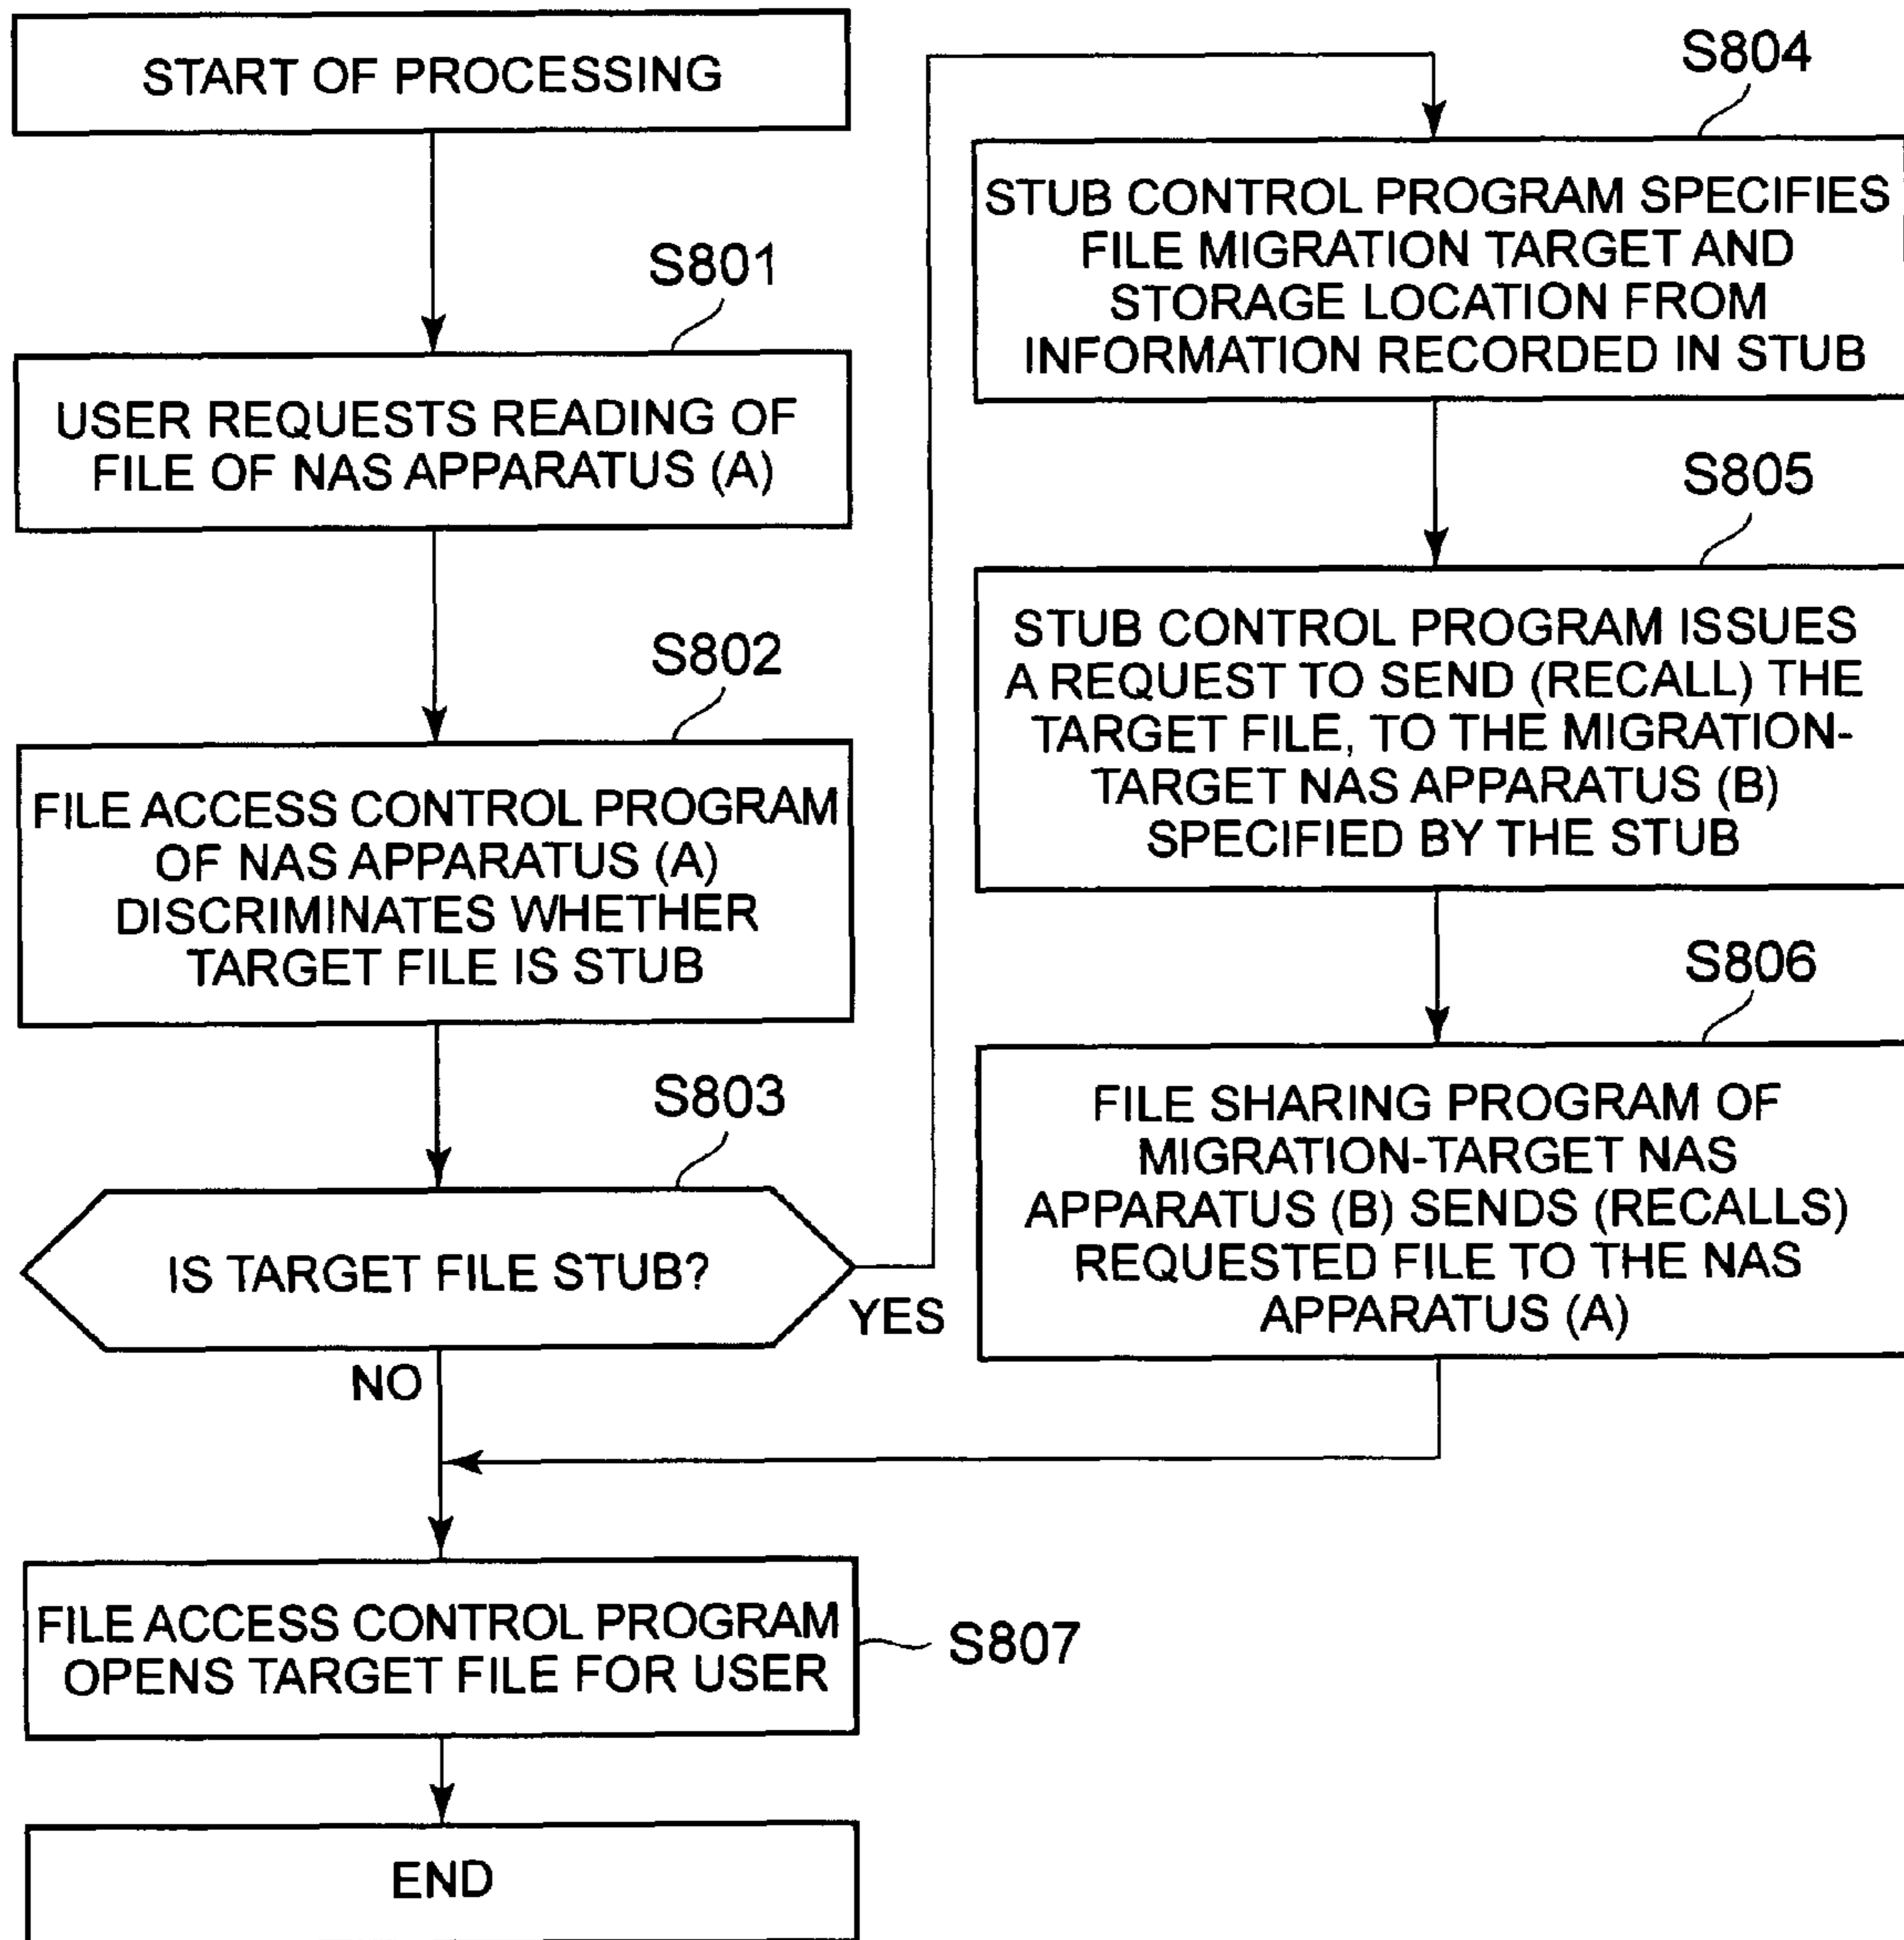 START OF PROCESSING
S801
USER REQUESTS READING OF
FILE OF NAS APPARATUS (A)
S802
FILE ACCESS CONTROL PROGRAM
OF NAS APPARATUS (A)
DISCRIMINATES WHETHER
TARGET FILE IS STUB
S803
IS TARGET FILE STUB?
YES
NO
S804
STUB CONTROL PROGRAM SPECIFIES
FILE MIGRATION TARGET AND
STORAGE LOCATION FROM
INFORMATION RECORDED IN STUB
S805
STUB CONTROL PROGRAM ISSUES
A REQUEST TO SEND (RECALL) THE
TARGET FILE, TO THE MIGRATION-
TARGET NAS APPARATUS (B)
SPECIFIED BY THE STUB
S806
FILE SHARING PROGRAM OF
MIGRATION-TARGET NAS
APPARATUS (B) SENDS (RECALLS)
REQUESTED FILE TO THE NAS
APPARATUS (A)
FILE ACCESS CONTROL PROGRAM
OPENS TARGET FILE FOR USER
S807
END